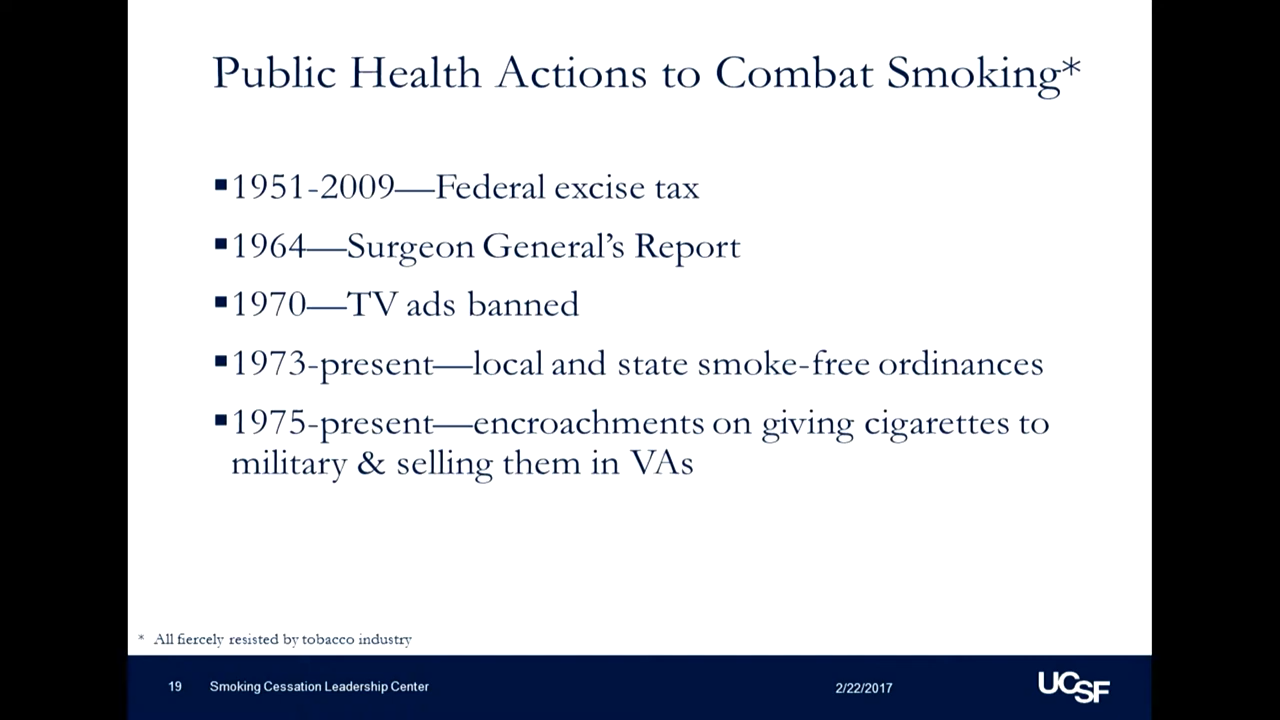 Public Health Actions to Combat Smoking*
▪1951-2009—Federal excise tax
▪1964—Surgeon General’s Report
▪1970—TV ads banned
▪1973-present—local and state smoke-free ordinances
▪1975-present—encroachments on giving cigarettes to
military & selling them in VAs
* All fiercely resisted by tobacco industry
19 Smoking Cessation Leadership Center 2/22/2017 UCSF